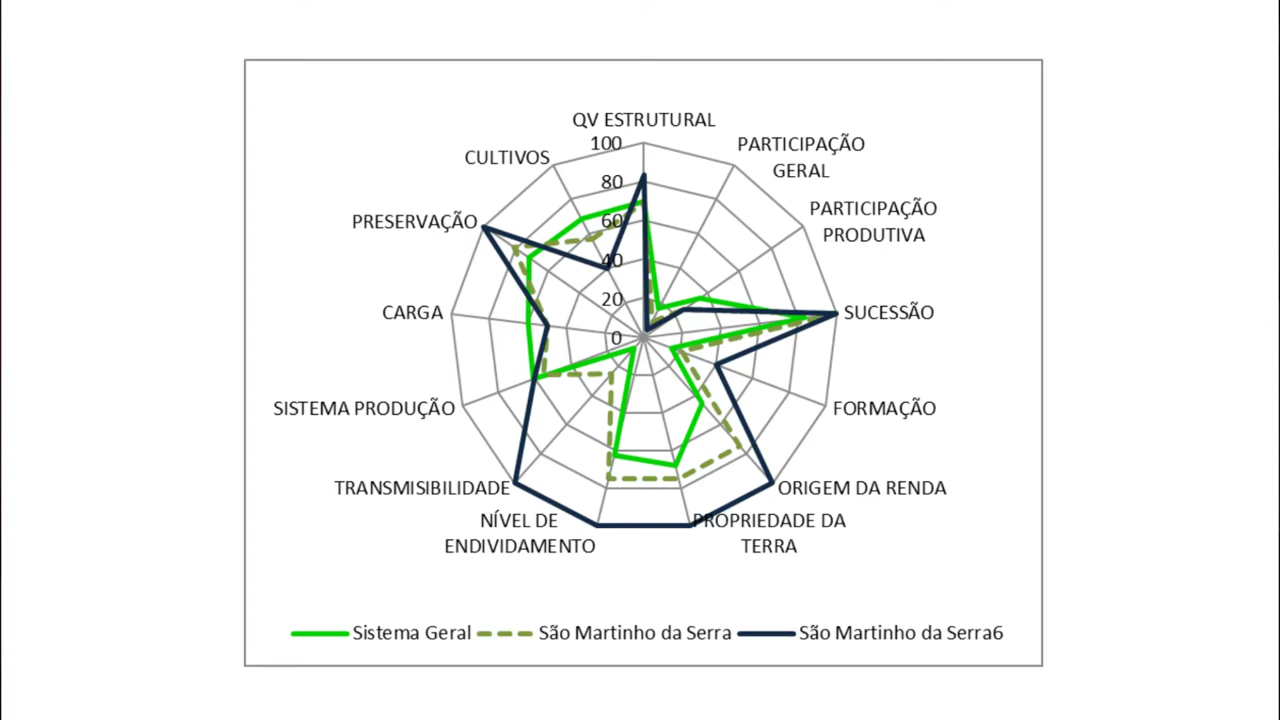 QV ESTRUTURAL
100
80
60
40
20
0
PARTICIPAÇÃO
GERAL
PARTICIPAÇÃO
PRODUTIVA
SUCESSÃO
FORMAÇÃO
ORIGEM DA RENDA
PROPRIEDADE DA
TERRA
NÍVEL DE
ENDIVIDAMENTO
TRANSMISIBILIDADE
SISTEMA PRODUÇÃO
CARGA
PRESERVAÇÃO
CULTIVOS
Sistema Geral
São Martinho da Serra
São Martinho da Serra6